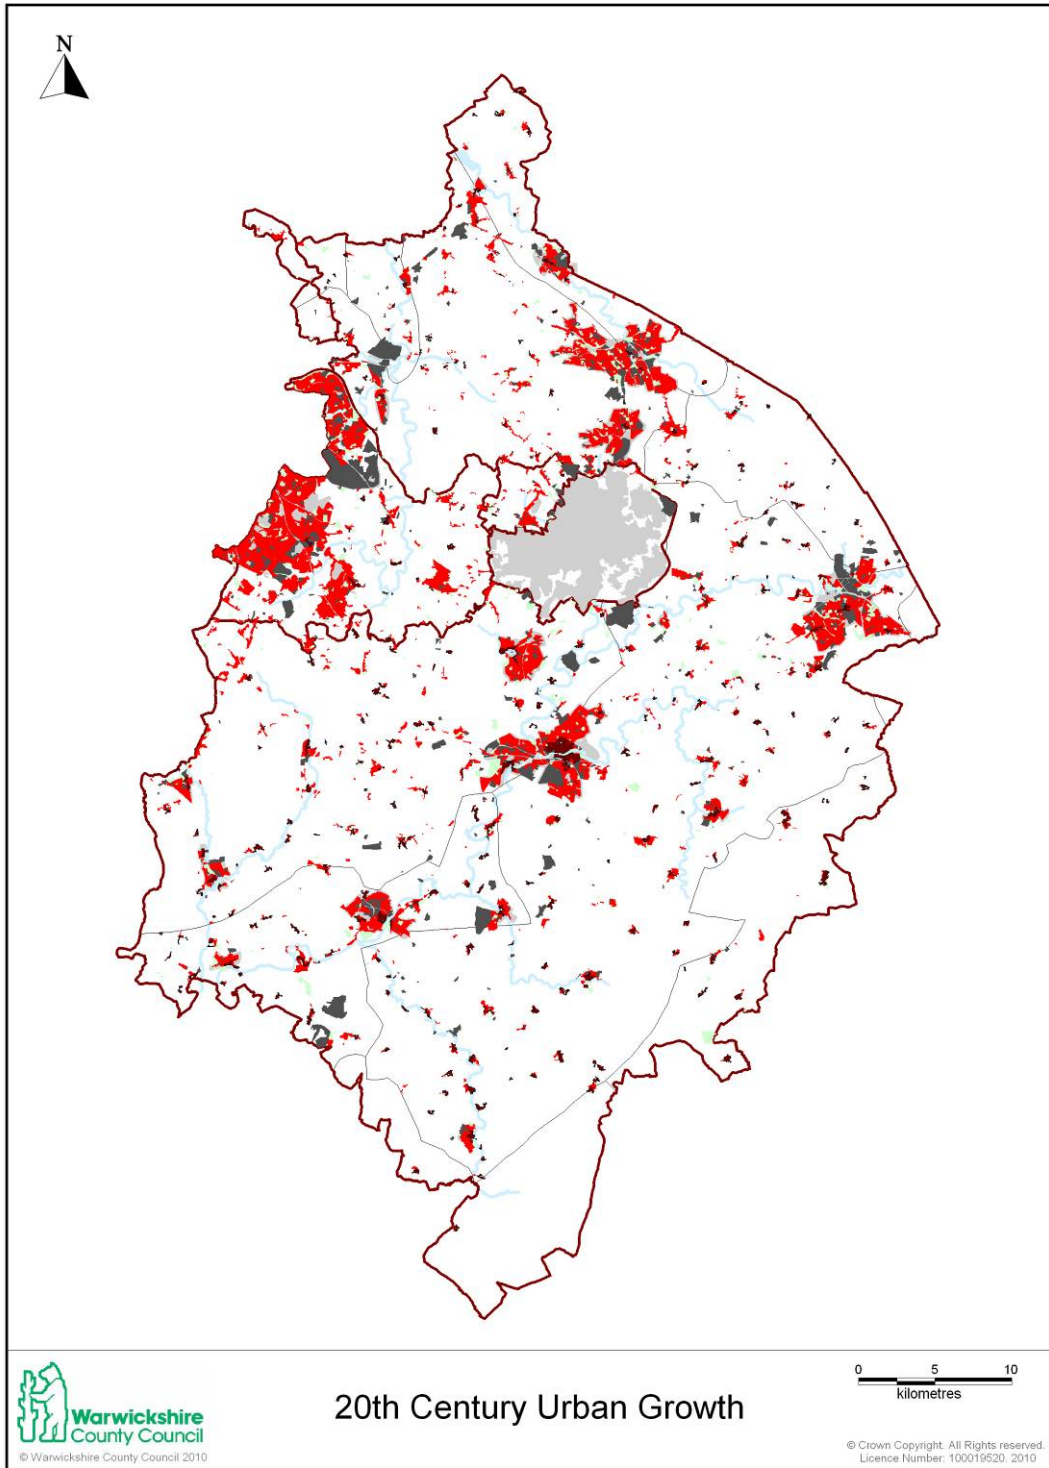 N
20th Century Urban Growth
Warwickshire
County Council
© Warwickshire County Council 2010
0 5 10
kilometres
© Crown Copyright. All Rights reserved.
Licence Number: 100019520. 2010